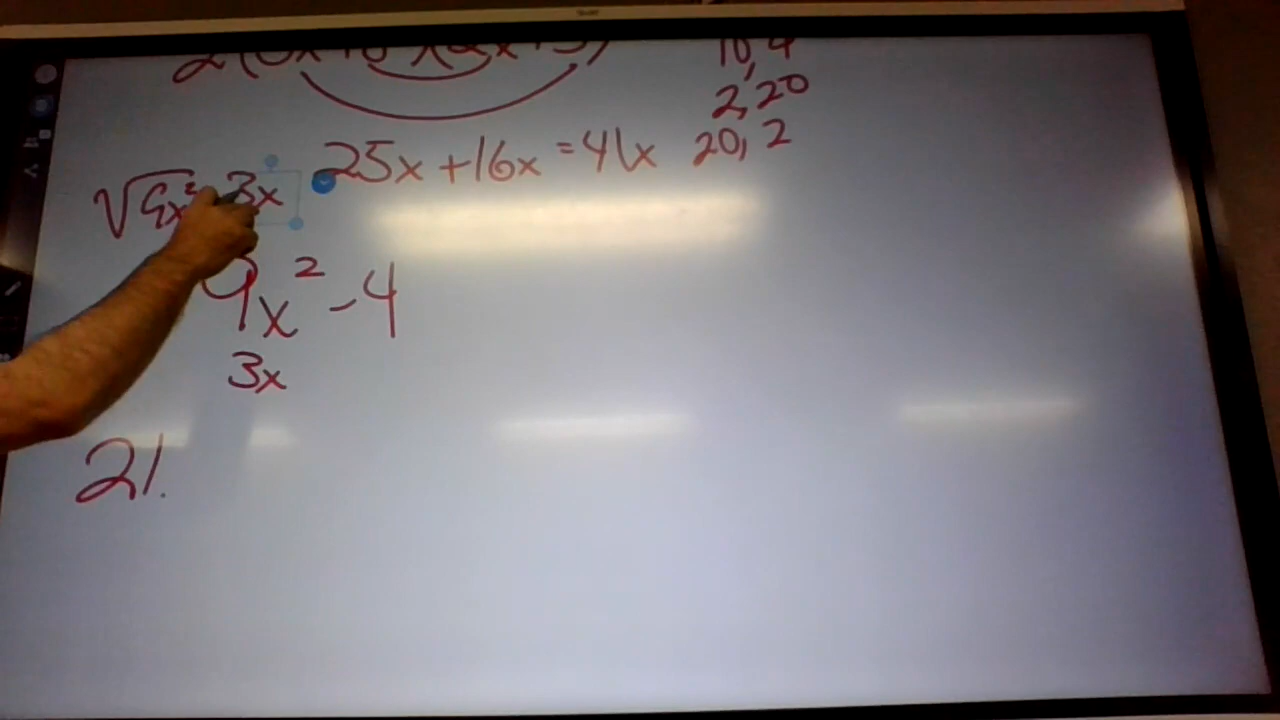 10, 4
2, 20
25x + 16x = 41x 20, 2
√9x² 3x
9x² - 4
3x
21.